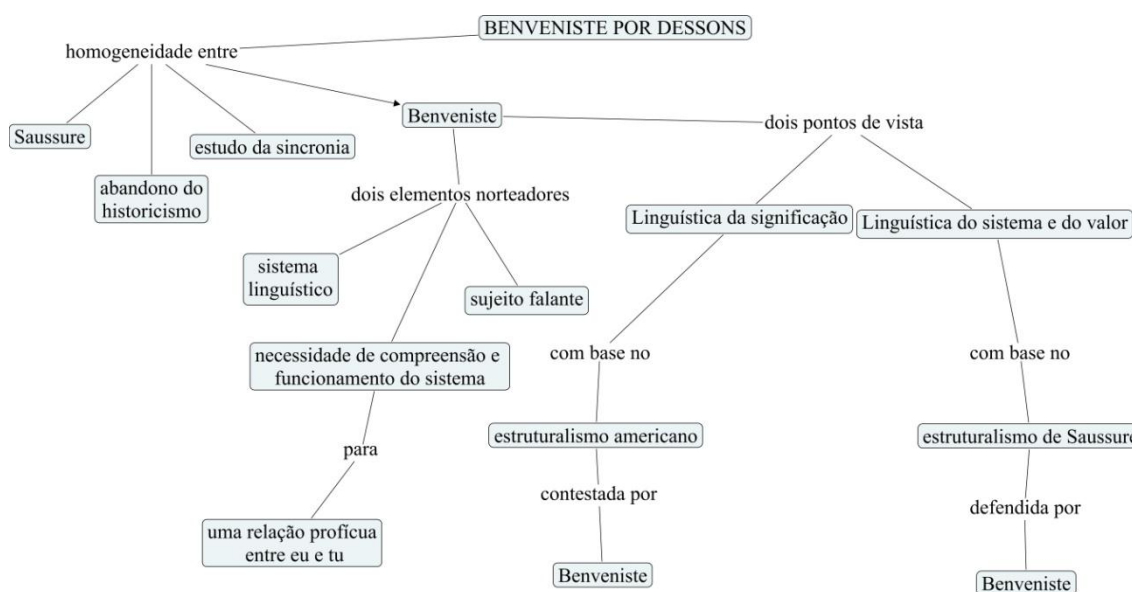 BENVENISTE POR DESSONS
homogeneidade entre
Saussure
abandono do
historicismo
estudo da sincronia
Benveniste
dois pontos de vista
dois elementos norteadores
sistema
linguístico
sujeito falante
necessidade de compreensão e
funcionamento do sistema
para
uma relação profícua
entre eu e tu
Linguística da significação
com base no
estruturalismo americano
contestada por
Benveniste
Linguística do sistema e do valor
com base no
estruturalismo de Saussure
defendida por
Benveniste